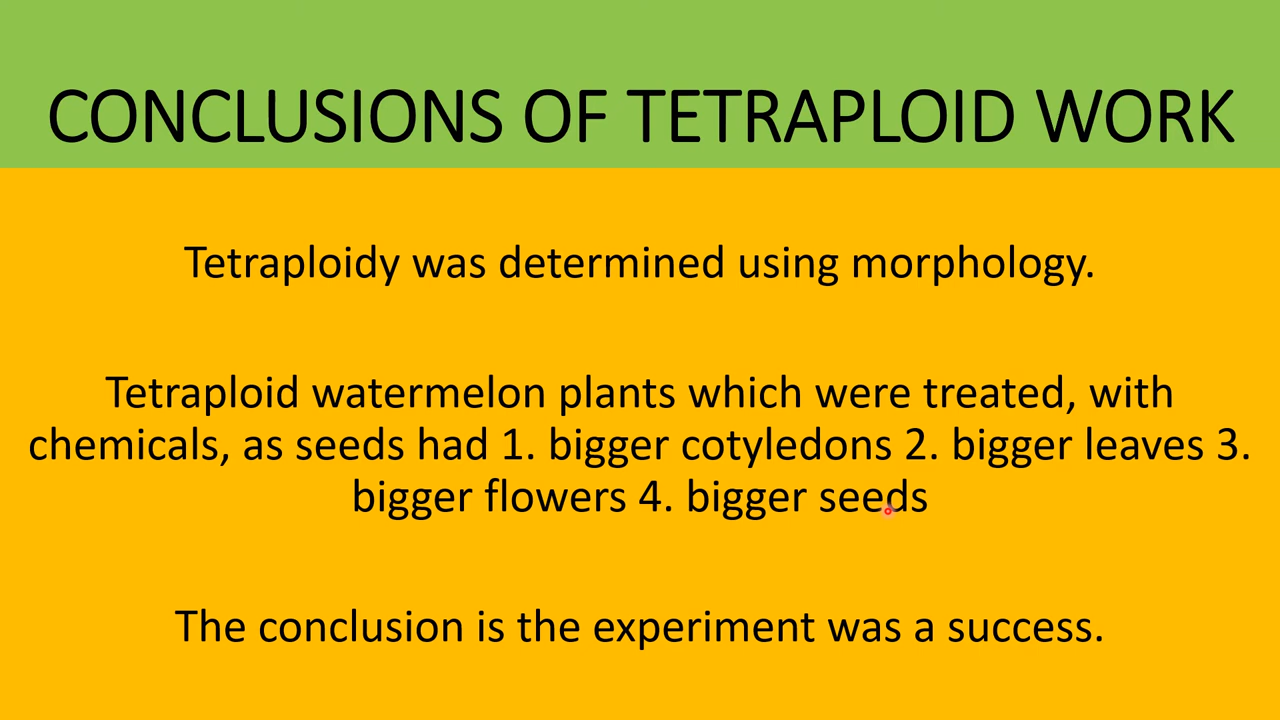 CONCLUSIONS OF TETRAPLOID WORK
Tetraploidy was determined using morphology.
Tetraploid watermelon plants which were treated, with
chemicals, as seeds had 1. bigger cotyledons 2. bigger leaves 3.
bigger flowers 4. bigger seeds
The conclusion is the experiment was a success.